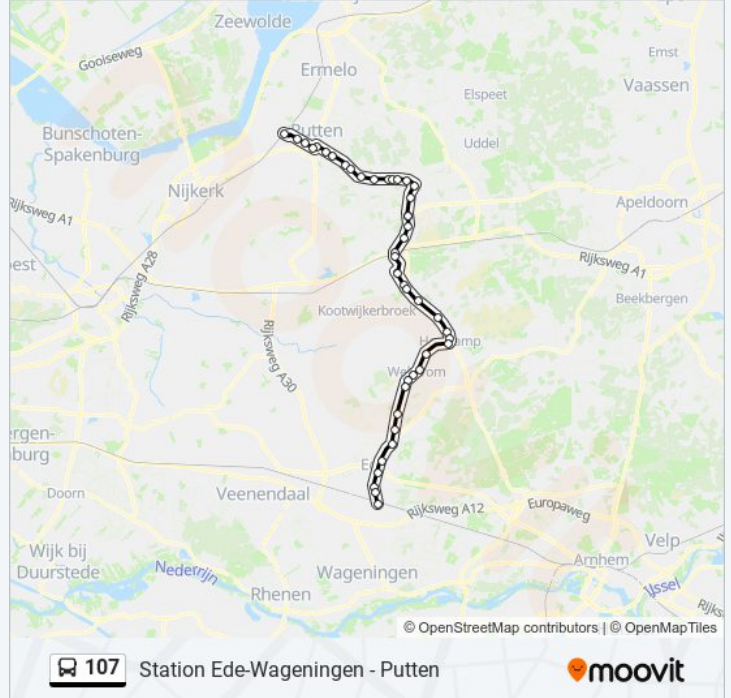 Zeewolde
Gooiseweg
Ermelo
Elspeet
Emst
Vaassen
Bunschoten-
Spakenburg
Putten
Uddel
Nijkerk
Apeldoorn
Rijksweg A1
Rijksweg A28
Rijksweg A1
Beekbergen
Kootwijkerbroek
Rijksweg A30
Veenendaal
Doorn
Rijksweg A12
Europaweg
Velp
Wijk bij
Duurstede
Nederrijn
Wageningen
Arnhem
IJssel
Rhenen
© OpenStreetMap contributors | © OpenMapTiles
107 Station Ede-Wageningen - Putten
moovit